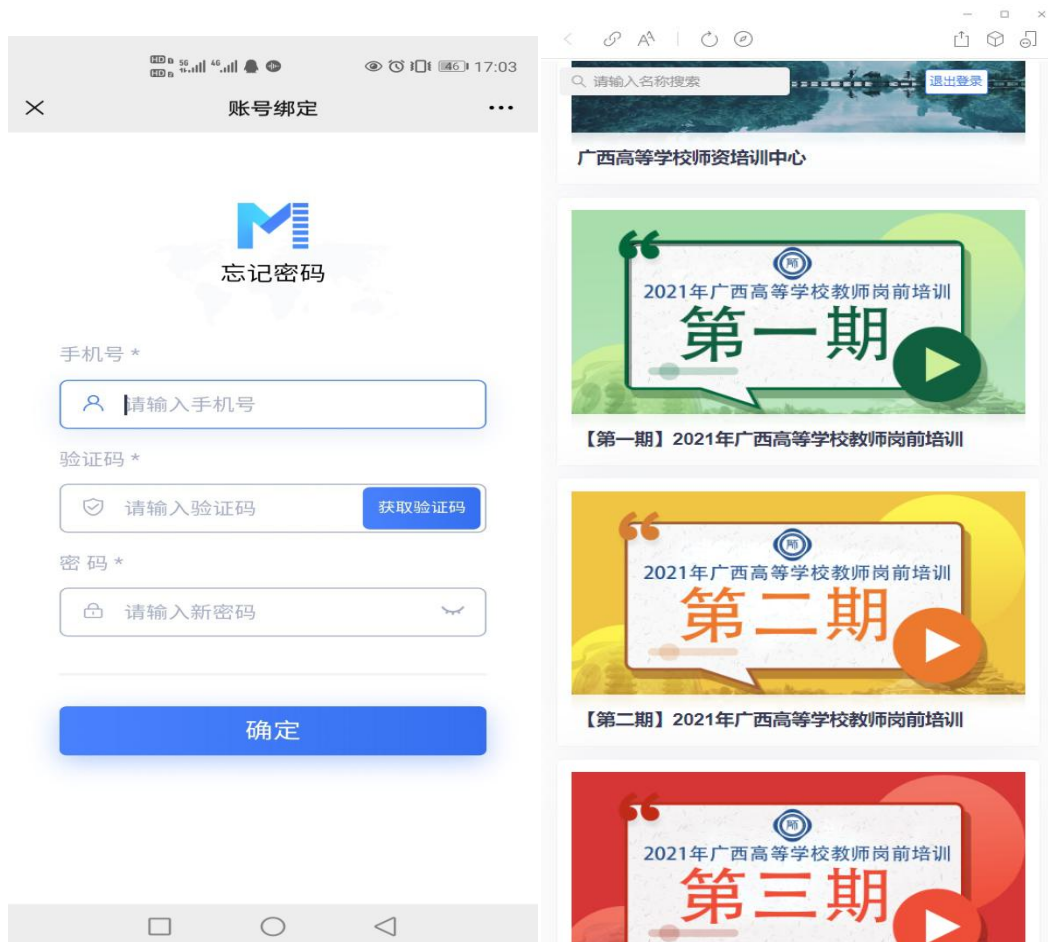 17:03
账号绑定
忘记密码
手机号 *
请输入手机号
验证码 *
请输入验证码
获取验证码
密 码 *
请输入新密码
确定
请输入名称搜索
退出登录
广西高等学校师资培训中心
2021年广西高等学校教师岗前培训
第一期
【第一期】2021年广西高等学校教师岗前培训
2021年广西高等学校教师岗前培训
第二期
【第二期】2021年广西高等学校教师岗前培训
2021年广西高等学校教师岗前培训
第三期